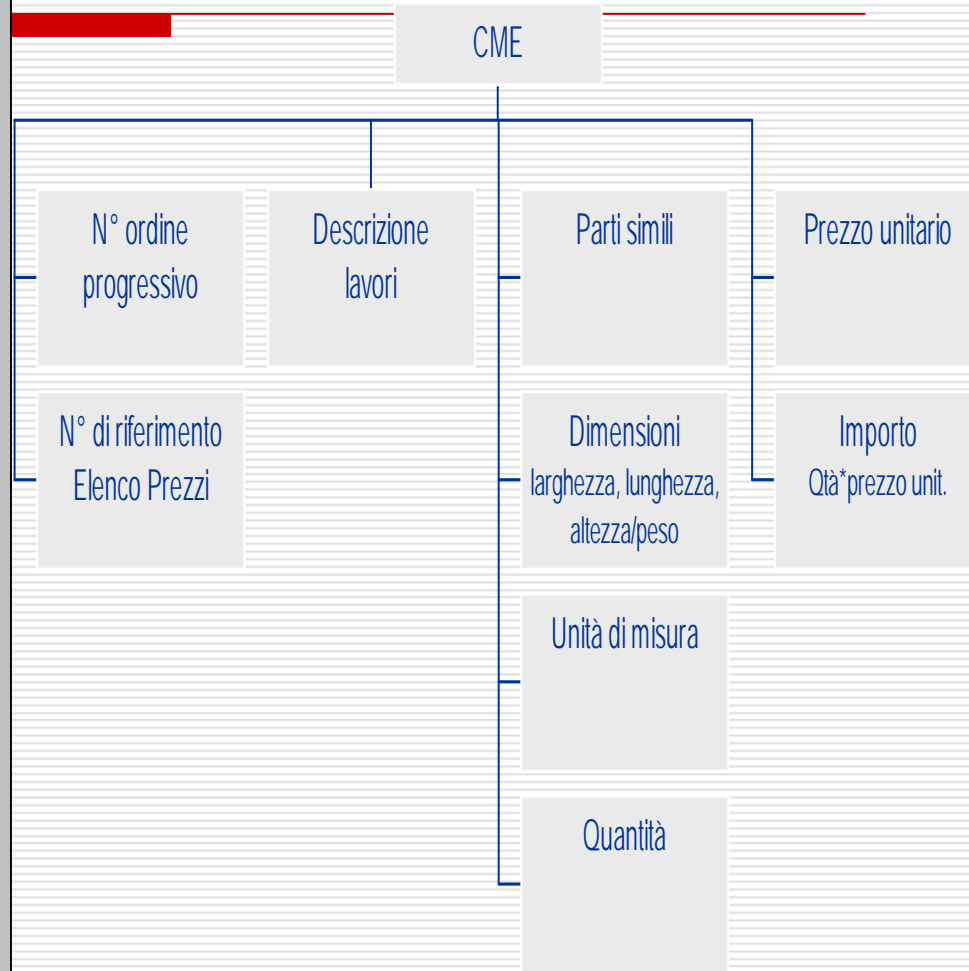 CME
N° ordine
progressivo
Descrizione
lavori
Parti simili
Prezzo unitario
N° di riferimento
Elenco Prezzi
Dimensioni
larghezza, lunghezza,
altezza/peso
Importo
Qtà*prezzo unit.
Unità di misura
Quantità